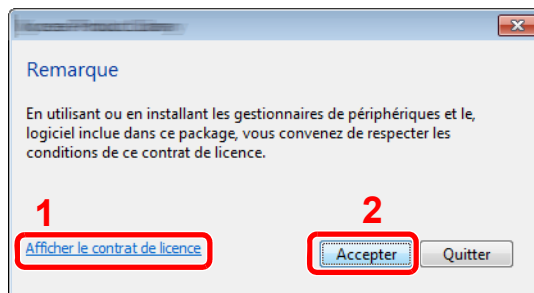 Remarque
En utilisant ou en installant les gestionnaires de périphériques et le,
logiciel inclue dans ce package, vous convenez de respecter les
conditions de ce contrat de licence.
1
2
Afficher le contrat de licence
Accepter
Quitter